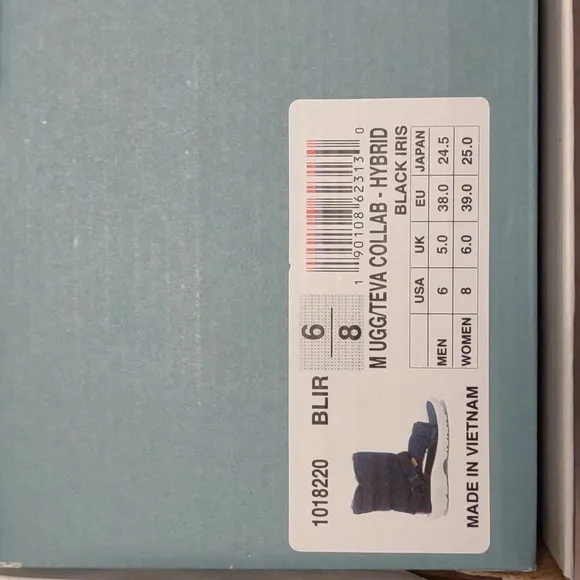 1018220 BLIR 6/8
1 90108 62313 0
M UGG/TEVA COLLAB - HYBRID
BLACK IRIS
USA UK EU JAPAN
MEN 6 5.0 38.0 24.5
WOMEN 8 6.0 39.0 25.0
MADE IN VIETNAM